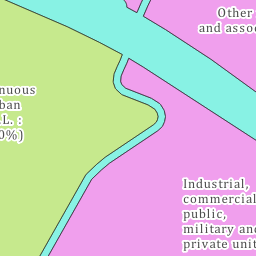 Other
and assoc
nuous
ban
.L. :
0%)
Industrial,
commercial
public,
military and
private unit